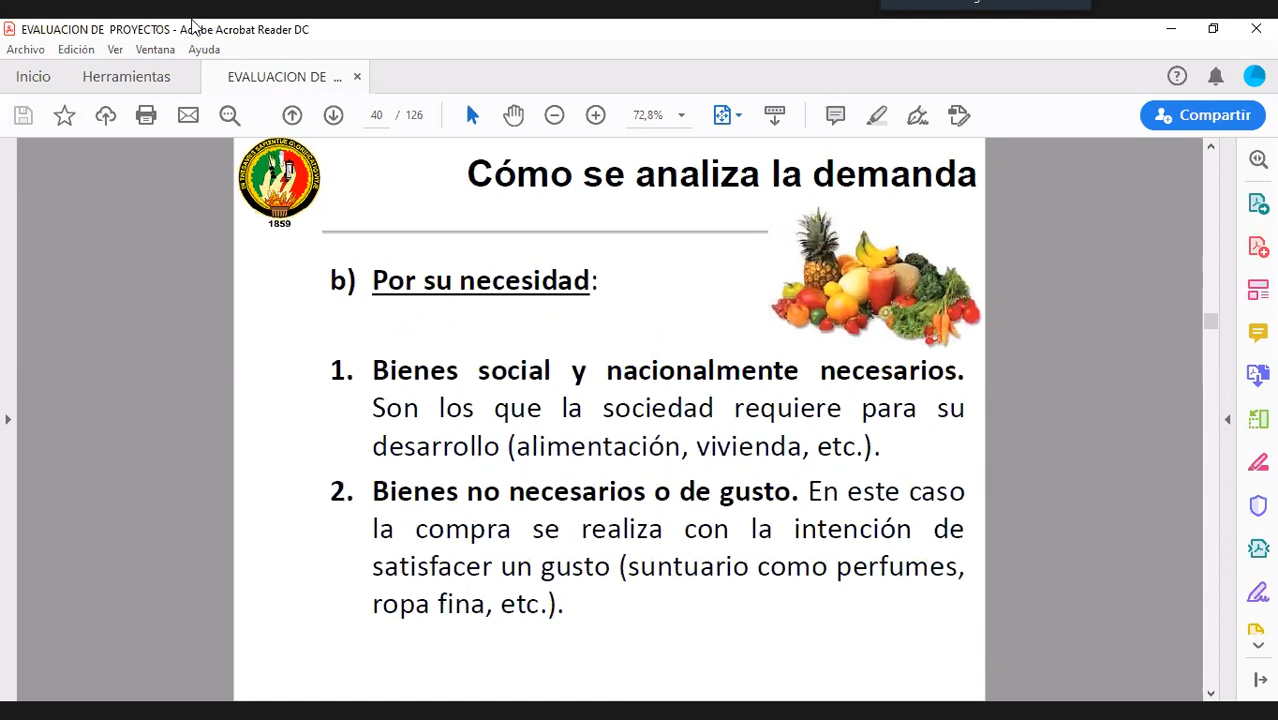 EVALUACION DE PROYECTOS - Adobe Acrobat Reader DC
Archivo Edición Ver Ventana Ayuda
Inicio Herramientas EVALUACION DE ...
40 / 126 72,8% Compartir
Cómo se analiza la demanda
1859
b) Por su necesidad:
1. Bienes social y nacionalmente necesarios.
Son los que la sociedad requiere para su
desarrollo (alimentación, vivienda, etc.).
2. Bienes no necesarios o de gusto. En este caso
la compra se realiza con la intención de
satisfacer un gusto (suntuario como perfumes,
ropa fina, etc.).